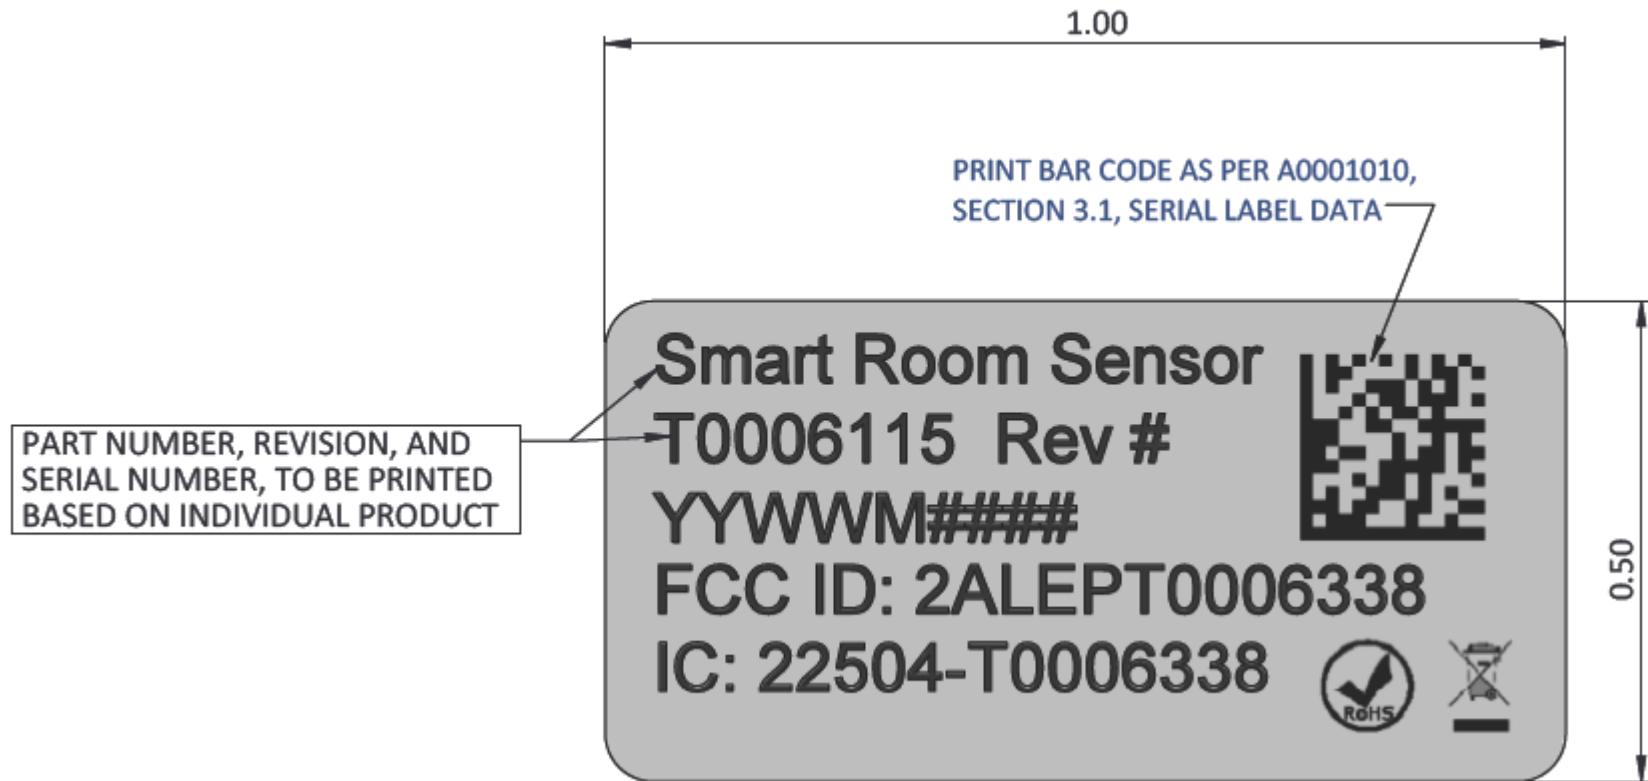 1.00
PRINT BAR CODE AS PER A0001010,
SECTION 3.1, SERIAL LABEL DATA
Smart Room Sensor
T0006115 Rev #
YYWWM####
FCC ID: 2ALEPT0006338
IC: 22504-T0006338
RoHS
PART NUMBER, REVISION, AND
SERIAL NUMBER, TO BE PRINTED
BASED ON INDIVIDUAL PRODUCT
0.50